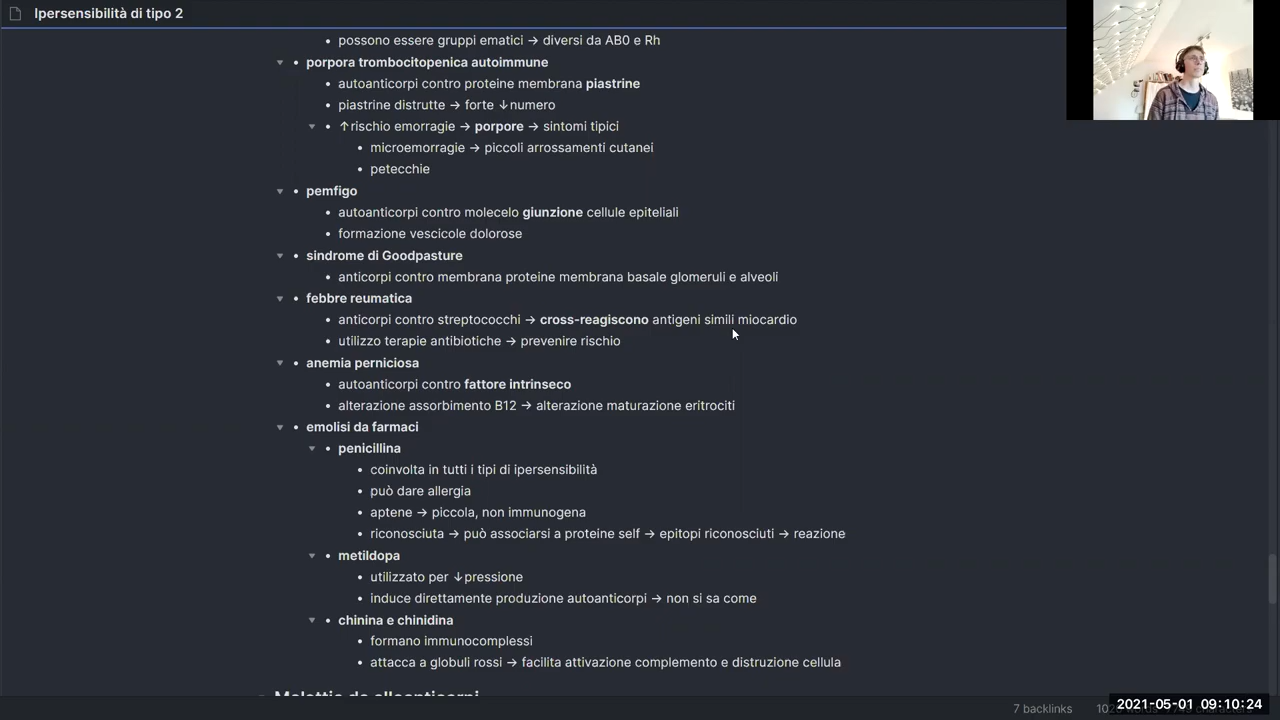 Ipersensibilità di tipo 2
possono essere gruppi ematici → diversi da AB0 e Rh
porpora trombocitopenica autoimmune
autoanticorpi contro proteine membrana piastrine
piastrine distrutte → forte ↓numero
↑rischio emorragie → porpore → sintomi tipici
microemorragie → piccoli arrossamenti cutanei
petecchie
pemfigo
autoanticorpi contro molecelo giunzione cellule epiteliali
formazione vescicole dolorose
sindrome di Goodpasture
anticorpi contro membrana proteine membrana basale glomeruli e alveoli
febbre reumatica
anticorpi contro streptococchi → cross-reagiscono antigeni simili miocardio
utilizzo terapie antibiotiche → prevenire rischio
anemia perniciosa
autoanticorpi contro fattore intrinseco
alterazione assorbimento B12 → alterazione maturazione eritrociti
emolisi da farmaci
penicillina
coinvolta in tutti i tipi di ipersensibilità
può dare allergia
aptene → piccola, non immunogena
riconosciuta → può associarsi a proteine self → epitopi riconosciuti → reazione
metildopa
utilizzato per ↓pressione
induce direttamente produzione autoanticorpi → non si sa come
chinina e chinidina
formano immunocomplessi
attacca a globuli rossi → facilita attivazione complemento e distruzione cellula
Malattie da alloanticorpi
7 backlinks
2021-05-01 09:10:24